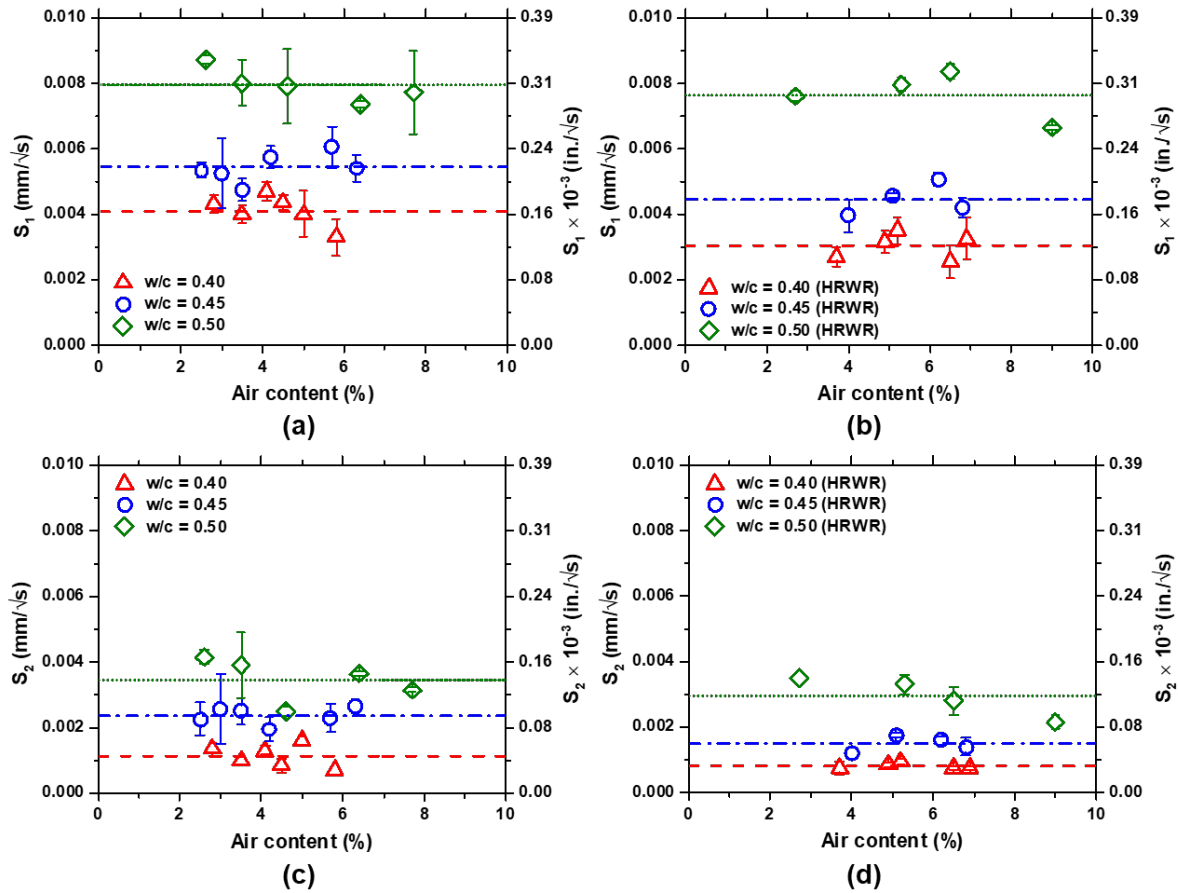 0.010
0.008
0.006
0.004
0.002
0.000
S₁ (mm/√s)
0.39
0.31
0.24
0.16
0.08
0.00
S₁ × 10⁻³ (in./√s)
w/c = 0.40
w/c = 0.45
w/c = 0.50
0 2 4 6 8 10
Air content (%)
(a)
0.010
0.008
0.006
0.004
0.002
0.000
S₁ (mm/√s)
0.39
0.31
0.24
0.16
0.08
0.00
S₁ × 10⁻³ (in./√s)
w/c = 0.40 (HRWR)
w/c = 0.45 (HRWR)
w/c = 0.50 (HRWR)
0 2 4 6 8 10
Air content (%)
(b)
0.010
0.008
0.006
0.004
0.002
0.000
S₂ (mm/√s)
0.39
0.31
0.24
0.16
0.08
0.00
S₂ × 10⁻³ (in./√s)
w/c = 0.40
w/c = 0.45
w/c = 0.50
0 2 4 6 8 10
Air content (%)
(c)
0.010
0.008
0.006
0.004
0.002
0.000
S₂ (mm/√s)
0.39
0.31
0.24
0.16
0.08
0.00
S₂ × 10⁻³ (in./√s)
w/c = 0.40 (HRWR)
w/c = 0.45 (HRWR)
w/c = 0.50 (HRWR)
0 2 4 6 8 10
Air content (%)
(d)